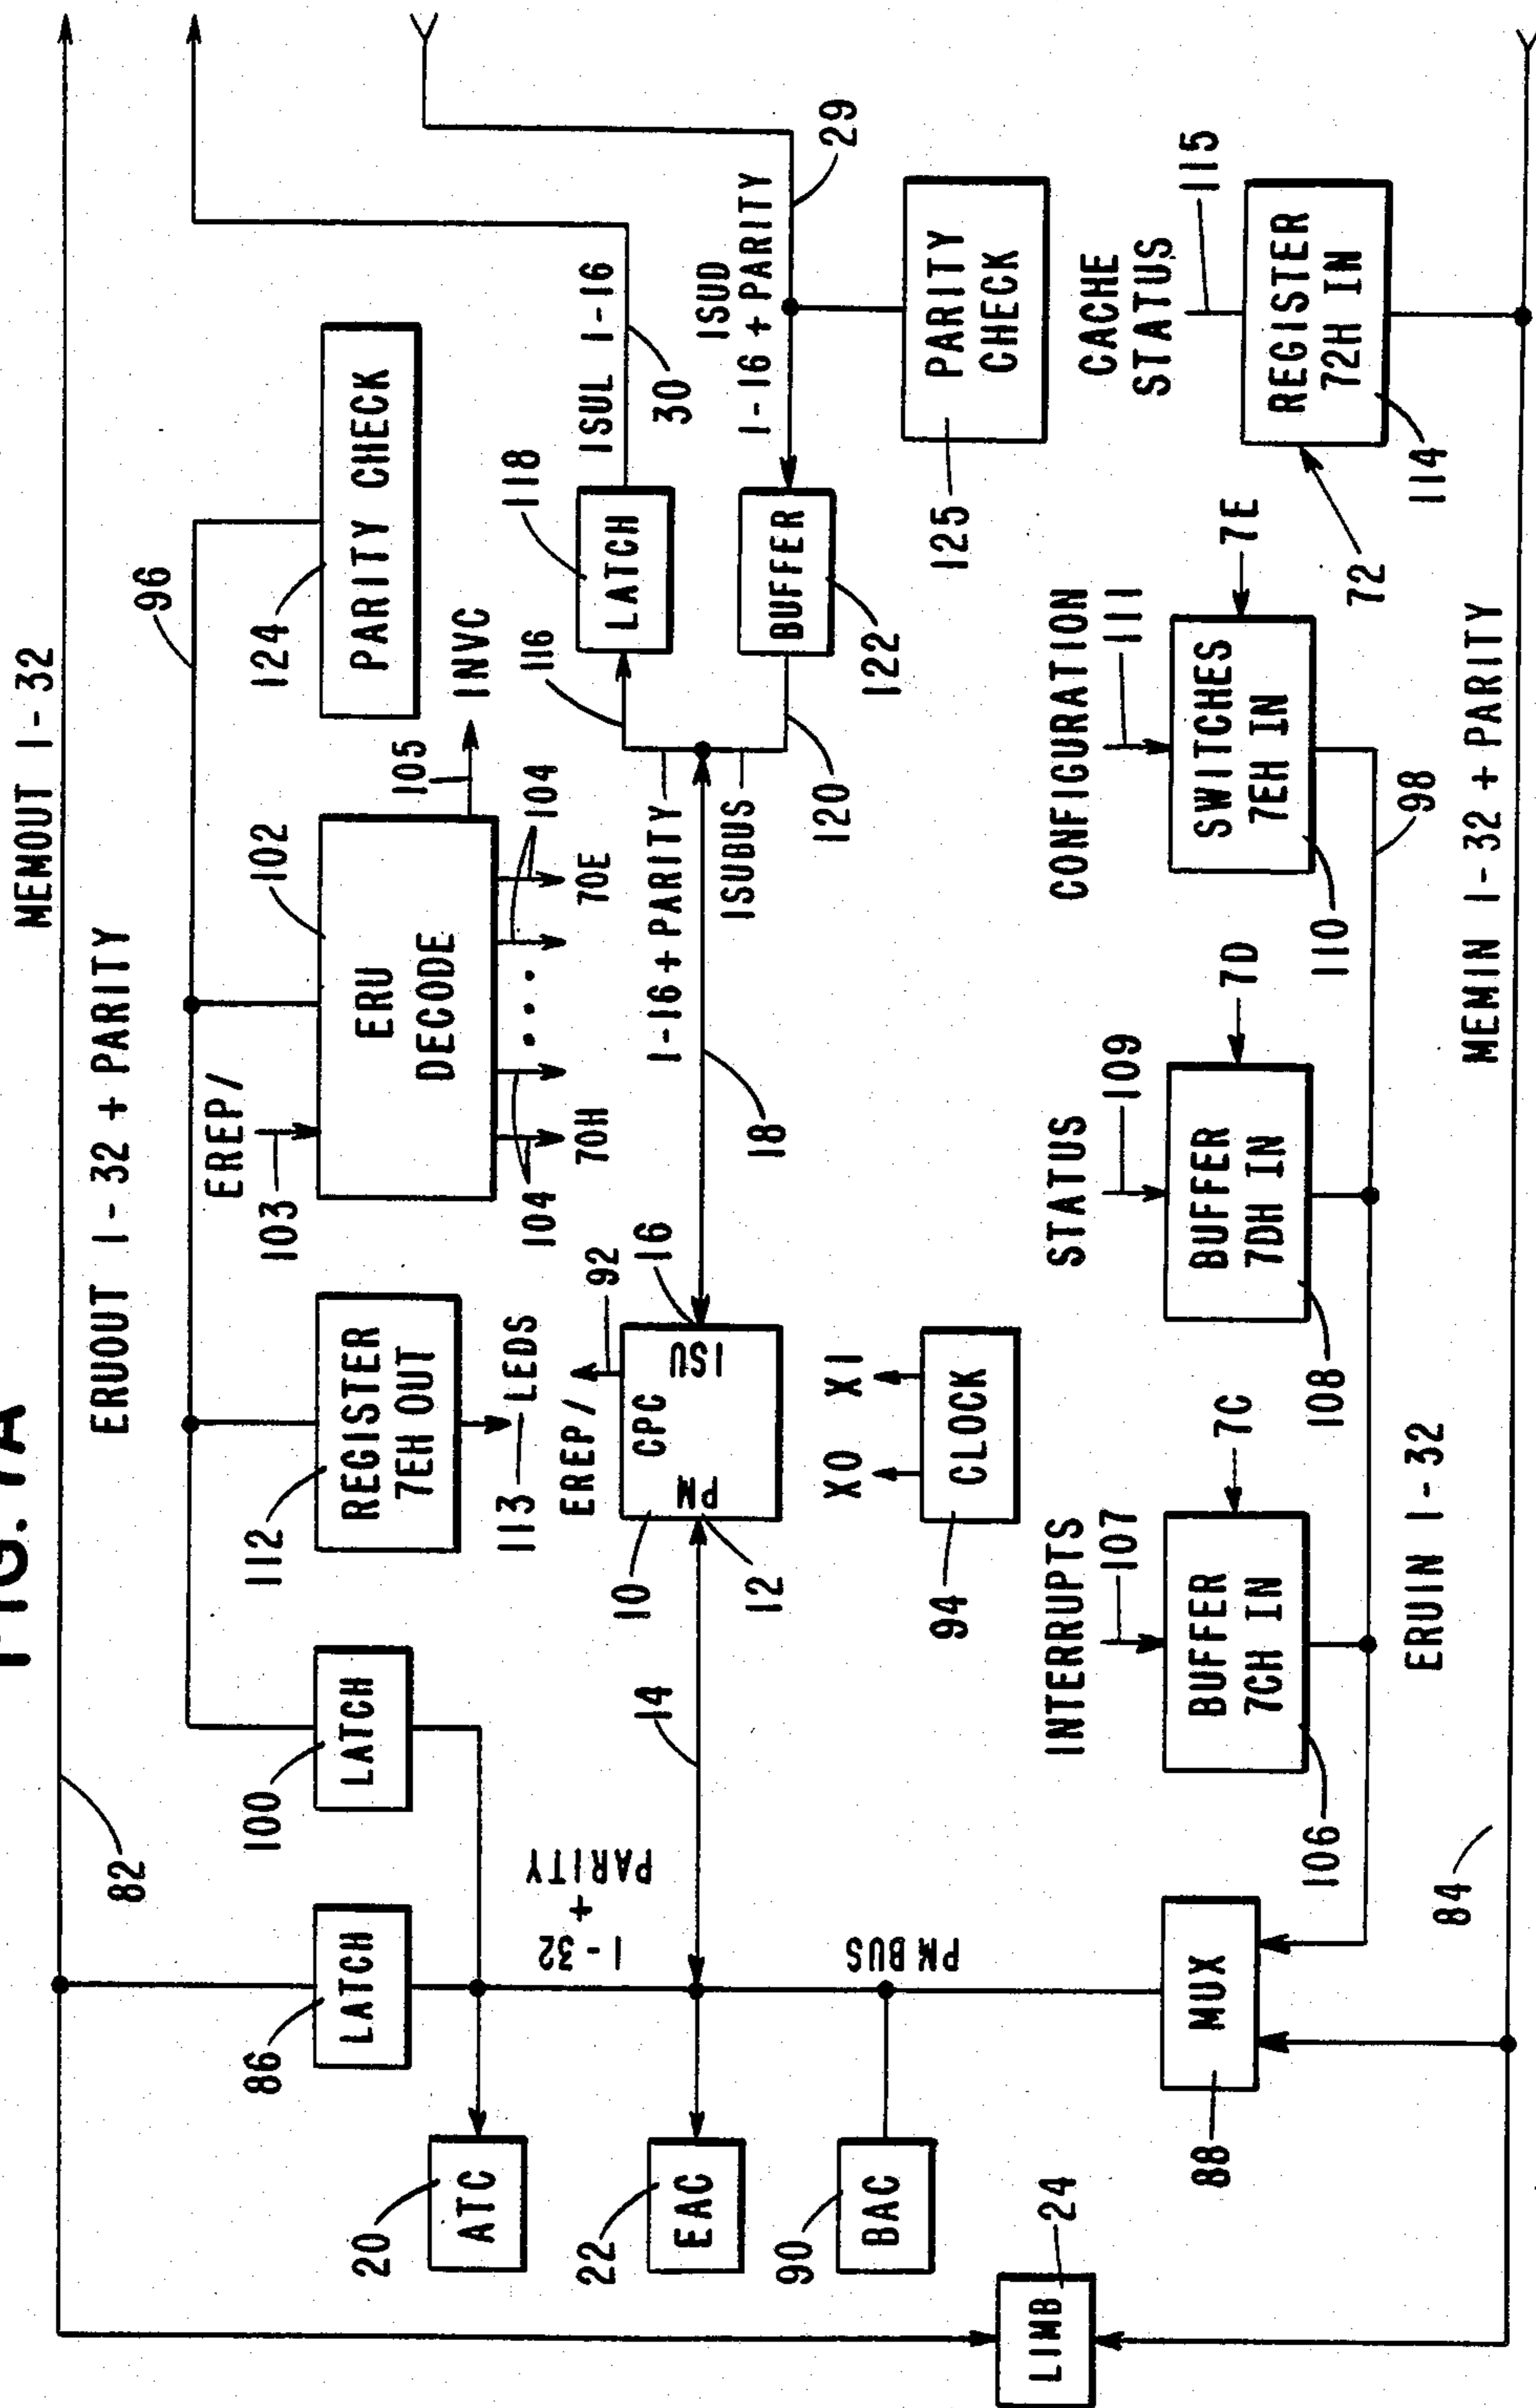 FIG. 7A
MEMOUT 1-32
82
ERUOUT 1-32 + PARITY
96
86
LATCH
100
LATCH
112
REGISTER
7EH OUT
113
LEDS
EREP/
103
102
ERU
DECODE
104
70H
104
70E
105
INVC
124
PARITY CHECK
20
ATC
22
EAC
90
BAC
24
LIMB
1-32
+
PARITY
PM BUS
14
10
12
PM
CPC
ISU
16
EREP/
92
18
1-16 + PARITY
ISUBUS
116
118
LATCH
ISUL 1-16
30
120
122
BUFFER
ISUD
1-16 + PARITY
29
125
PARITY
CHECK
X0
X1
94
CLOCK
88
MUX
INTERRUPTS
107
BUFFER
7CH IN
7C
106
STATUS
109
BUFFER
7DH IN
7D
108
CONFIGURATION
111
SWITCHES
7EH IN
7E
110
CACHE
STATUS
115
REGISTER
72H IN
72
114
98
ERUIN 1-32
84
MEMIN 1-32 + PARITY